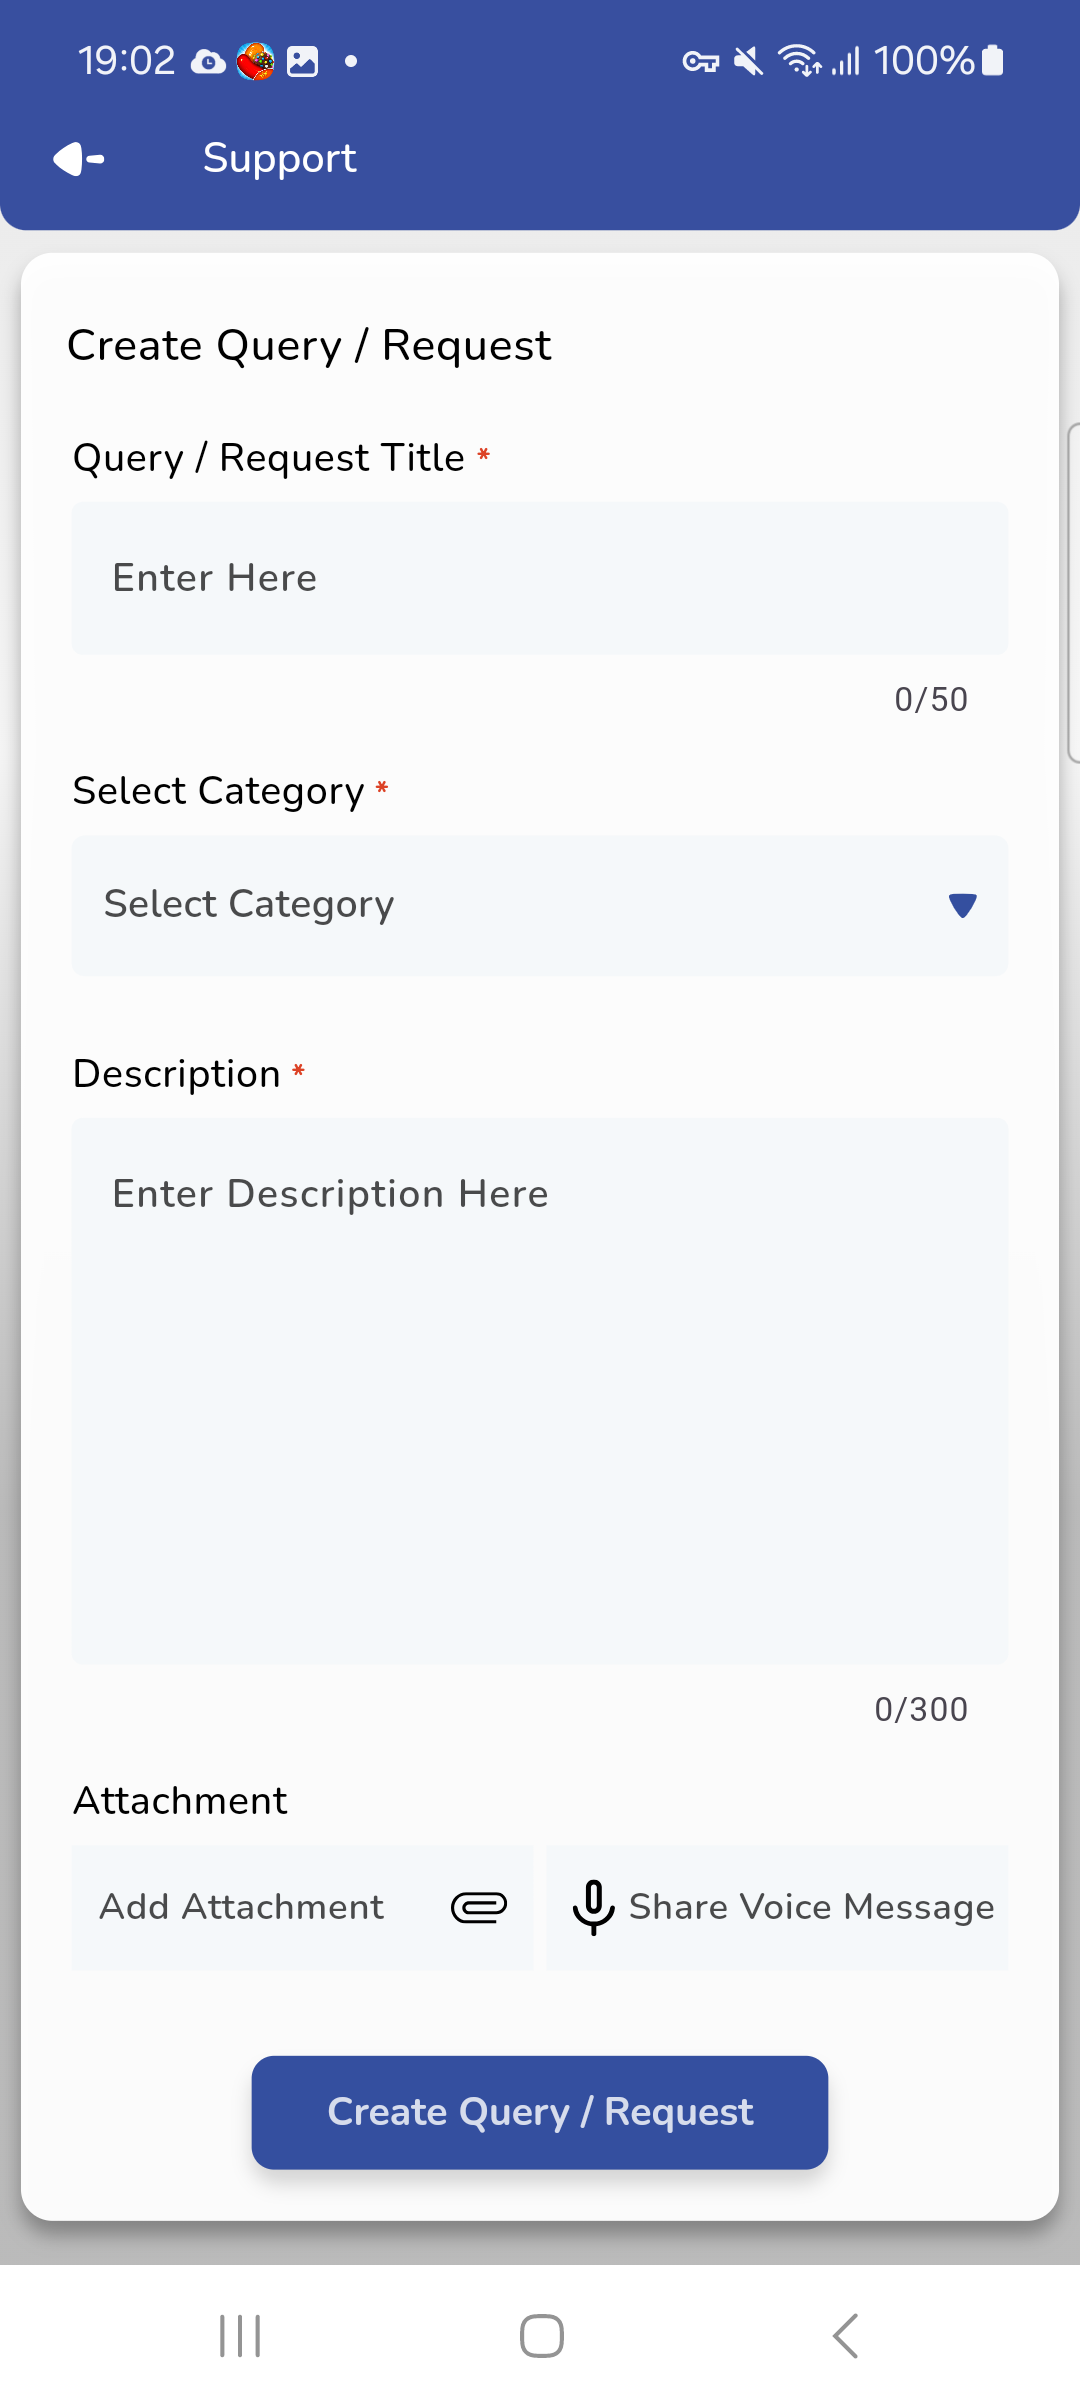 19:02 100%
Support
Create Query / Request
Query / Request Title *
Enter Here
0/50
Select Category *
Select Category
Description *
Enter Description Here
0/300
Attachment
Add Attachment Share Voice Message
Create Query / Request